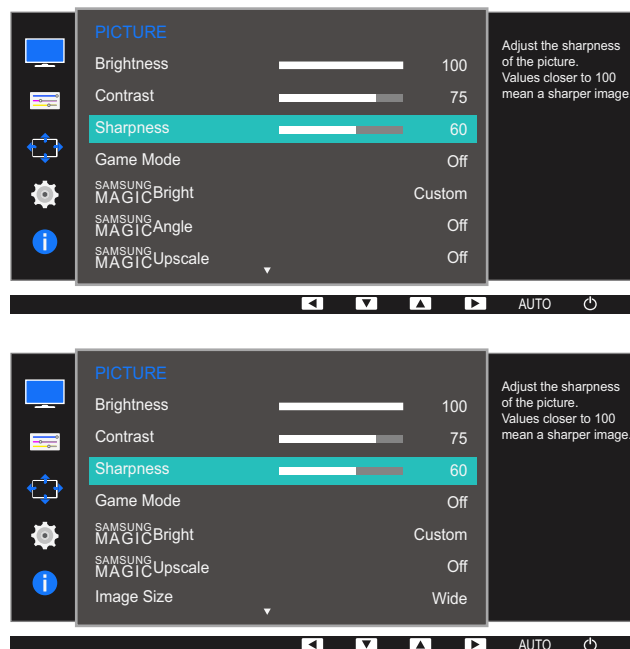 PICTURE
Brightness 100
Contrast 75
Sharpness 60
Game Mode Off
SAMSUNG MAGIC Bright Custom
SAMSUNG MAGIC Angle Off
SAMSUNG MAGIC Upscale Off
Adjust the sharpness
of the picture.
Values closer to 100
mean a sharper image
AUTO
PICTURE
Brightness 100
Contrast 75
Sharpness 60
Game Mode Off
SAMSUNG MAGIC Bright Custom
SAMSUNG MAGIC Upscale Off
Image Size Wide
Adjust the sharpness
of the picture.
Values closer to 100
mean a sharper image.
AUTO